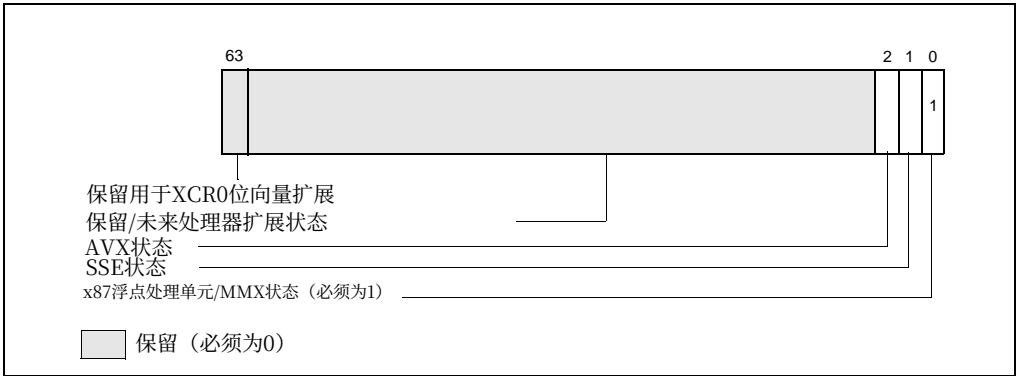 63 2 1 0
1
保留用于XCR0位向量扩展
保留/未来处理器扩展状态
AVX状态
SSE状态
x87浮点处理单元/MMX状态（必须为1）
保留（必须为0）